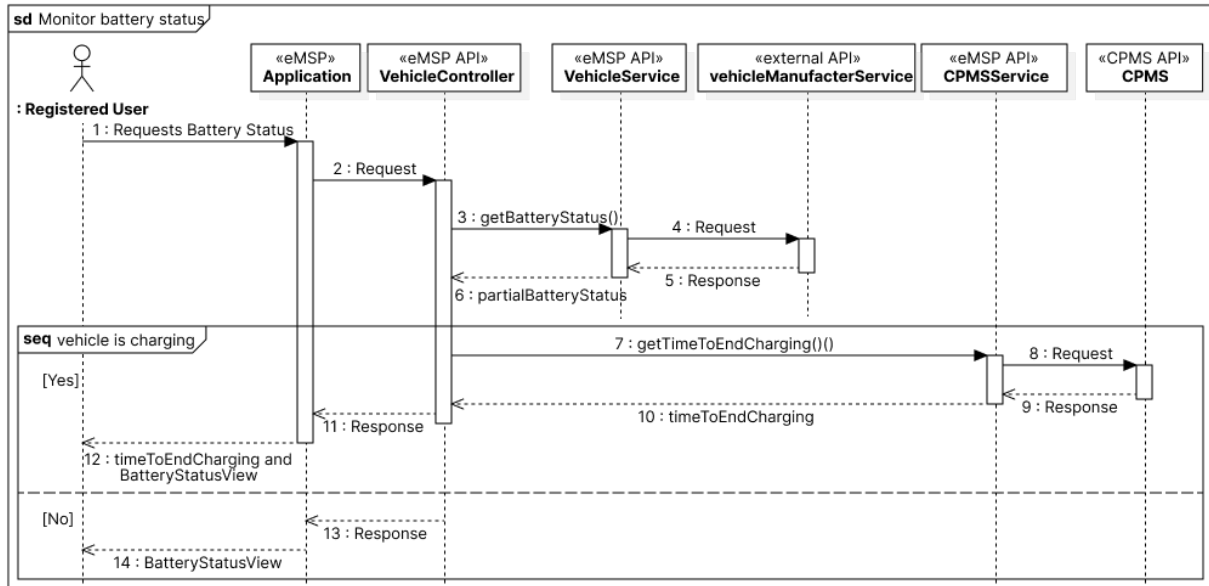 sd Monitor battery status
«eMSP»
Application
«eMSP API»
VehicleController
«eMSP API»
VehicleService
«external API»
vehicleManufacterService
«eMSP API»
CPMSService
«CPMS API»
CPMS
: Registered User
1 : Requests Battery Status
2 : Request
3 : getBatteryStatus()
4 : Request
5 : Response
6 : partialBatteryStatus
seq vehicle is charging
7 : getTimeToEndCharging()()
8 : Request
[Yes]
9 : Response
10 : timeToEndCharging
11 : Response
12 : timeToEndCharging and
BatteryStatusView
[No]
13 : Response
14 : BatteryStatusView